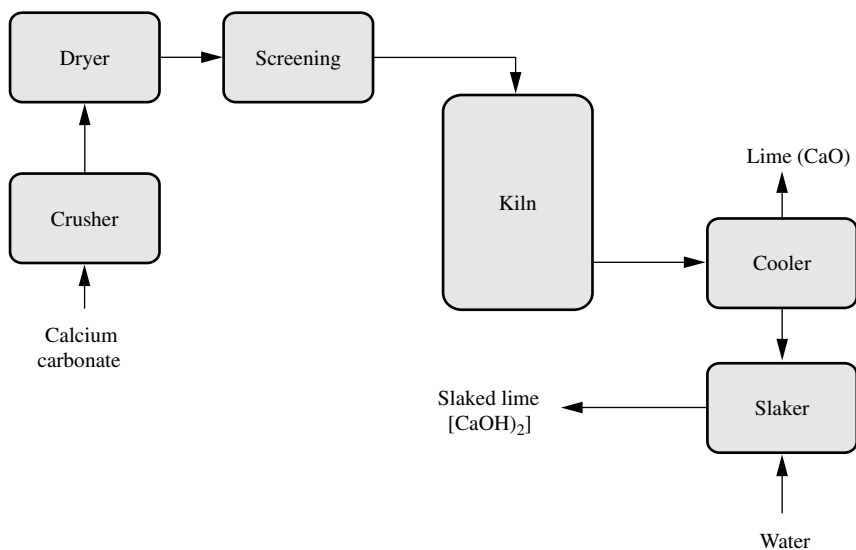 Dryer
Screening
Crusher
Kiln
Lime (CaO)
Cooler
Calcium
carbonate
Slaked lime
[CaOH)₂]
Slaker
Water